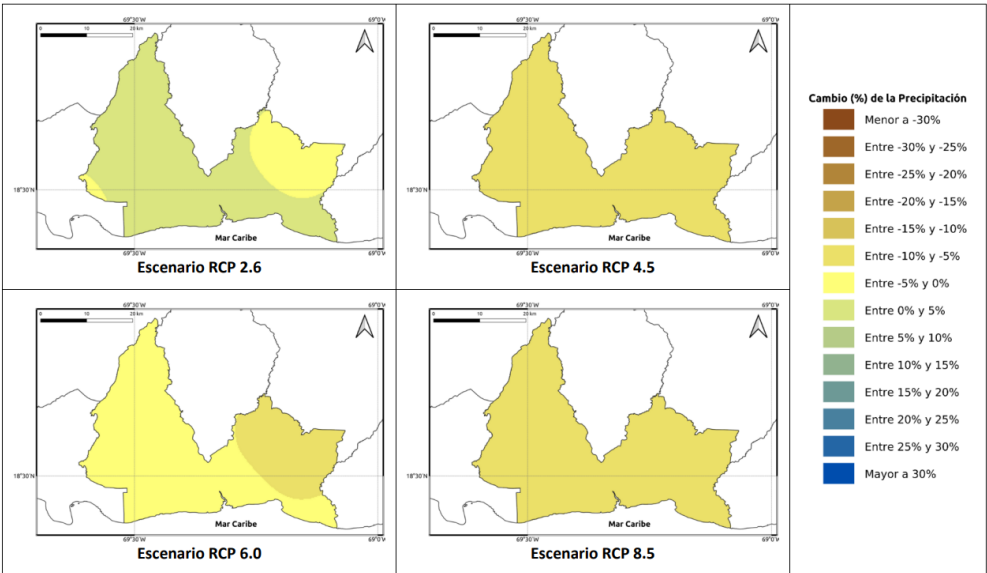 69°30'W 69°0'W
0 10 20 km
18°30'N
Mar Caribe
69°30'W 69°0'W
Escenario RCP 2.6
69°30'W 69°0'W
0 10 20 km
18°30'N
Mar Caribe
69°30'W 69°0'W
Escenario RCP 4.5
69°30'W 69°0'W
0 10 20 km
18°30'N
Mar Caribe
69°30'W 69°0'W
Escenario RCP 6.0
69°30'W 69°0'W
0 10 20 km
18°30'N
Mar Caribe
69°30'W 69°0'W
Escenario RCP 8.5
Cambio (%) de la Precipitación
Menor a -30%
Entre -30% y -25%
Entre -25% y -20%
Entre -20% y -15%
Entre -15% y -10%
Entre -10% y -5%
Entre -5% y 0%
Entre 0% y 5%
Entre 5% y 10%
Entre 10% y 15%
Entre 15% y 20%
Entre 20% y 25%
Entre 25% y 30%
Mayor a 30%